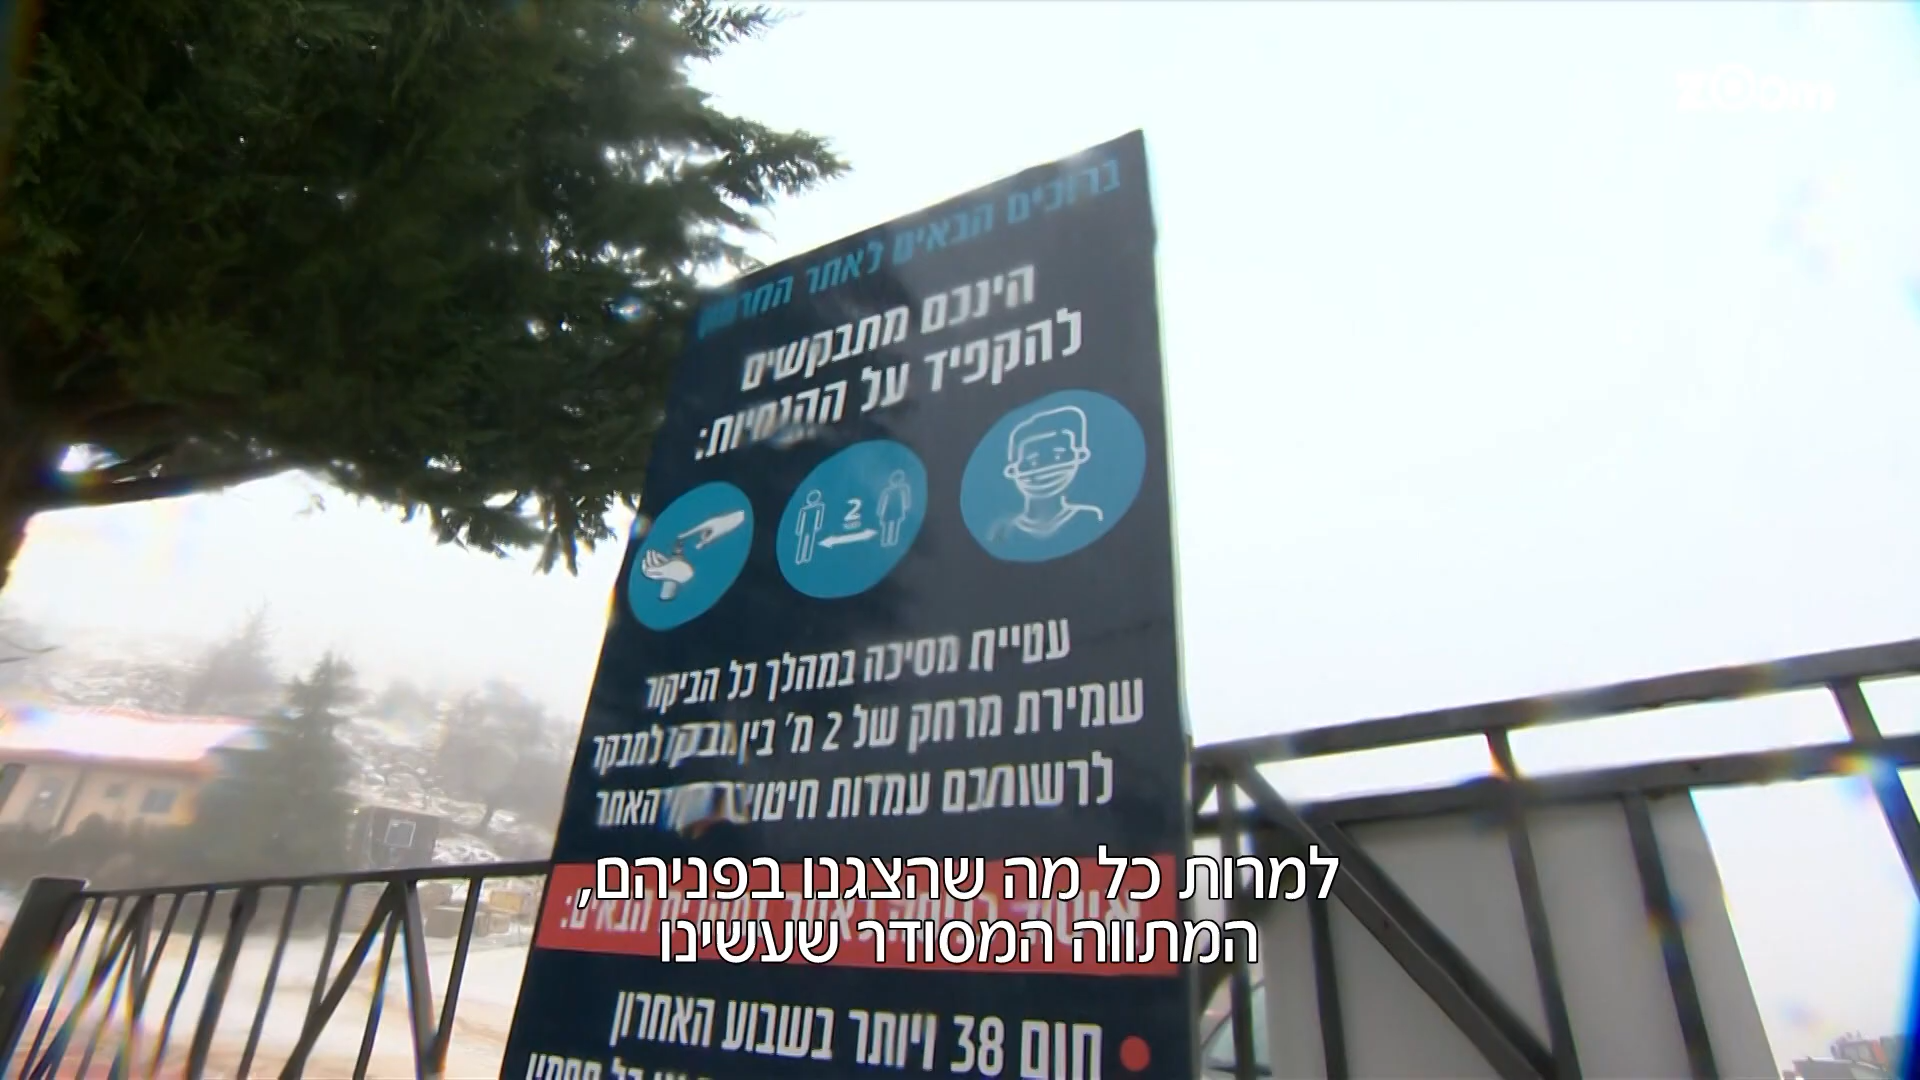 zoom
ברוכים הבאים לאתר החרמון
הינכם מתבקשים
להקפיד על ההנחיות:
2
עטיית מסיכה במהלך כל הביקור
שמירת מרחק של 2 מ' בין מבקר למבקר
לרשותכם עמדות חיטוי האתר
למרות כל מה שהצגנו בפניהם,
המתווה המסודר שעשינו
הבאים:
חום 38 ויותר בשבוע האחרון